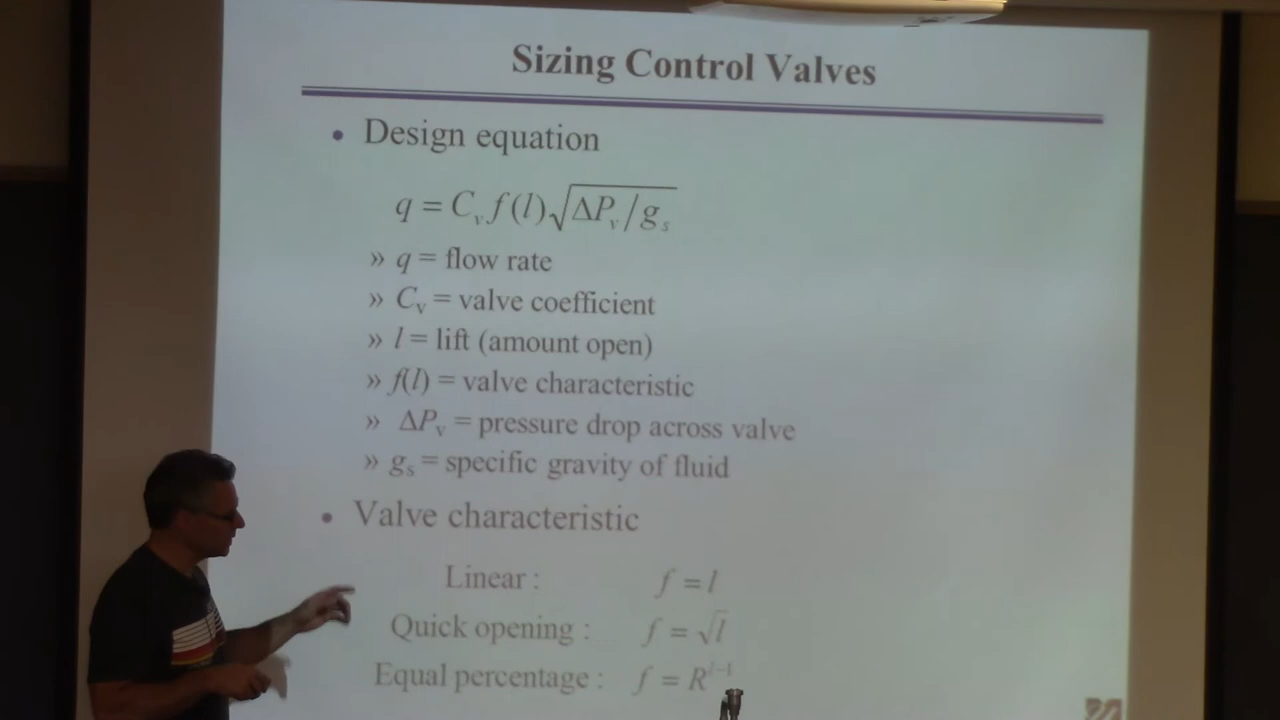 Sizing Control Valves
• Design equation
q = C_v f(l)√(ΔP_v/g_s)
» q = flow rate
» C_v = valve coefficient
» l = lift (amount open)
» f(l) = valve characteristic
» ΔP_v = pressure drop across valve
» g_s = specific gravity of fluid
• Valve characteristic
Linear : f = l
Quick opening : f = √l
Equal percentage : f = R^{l-1}